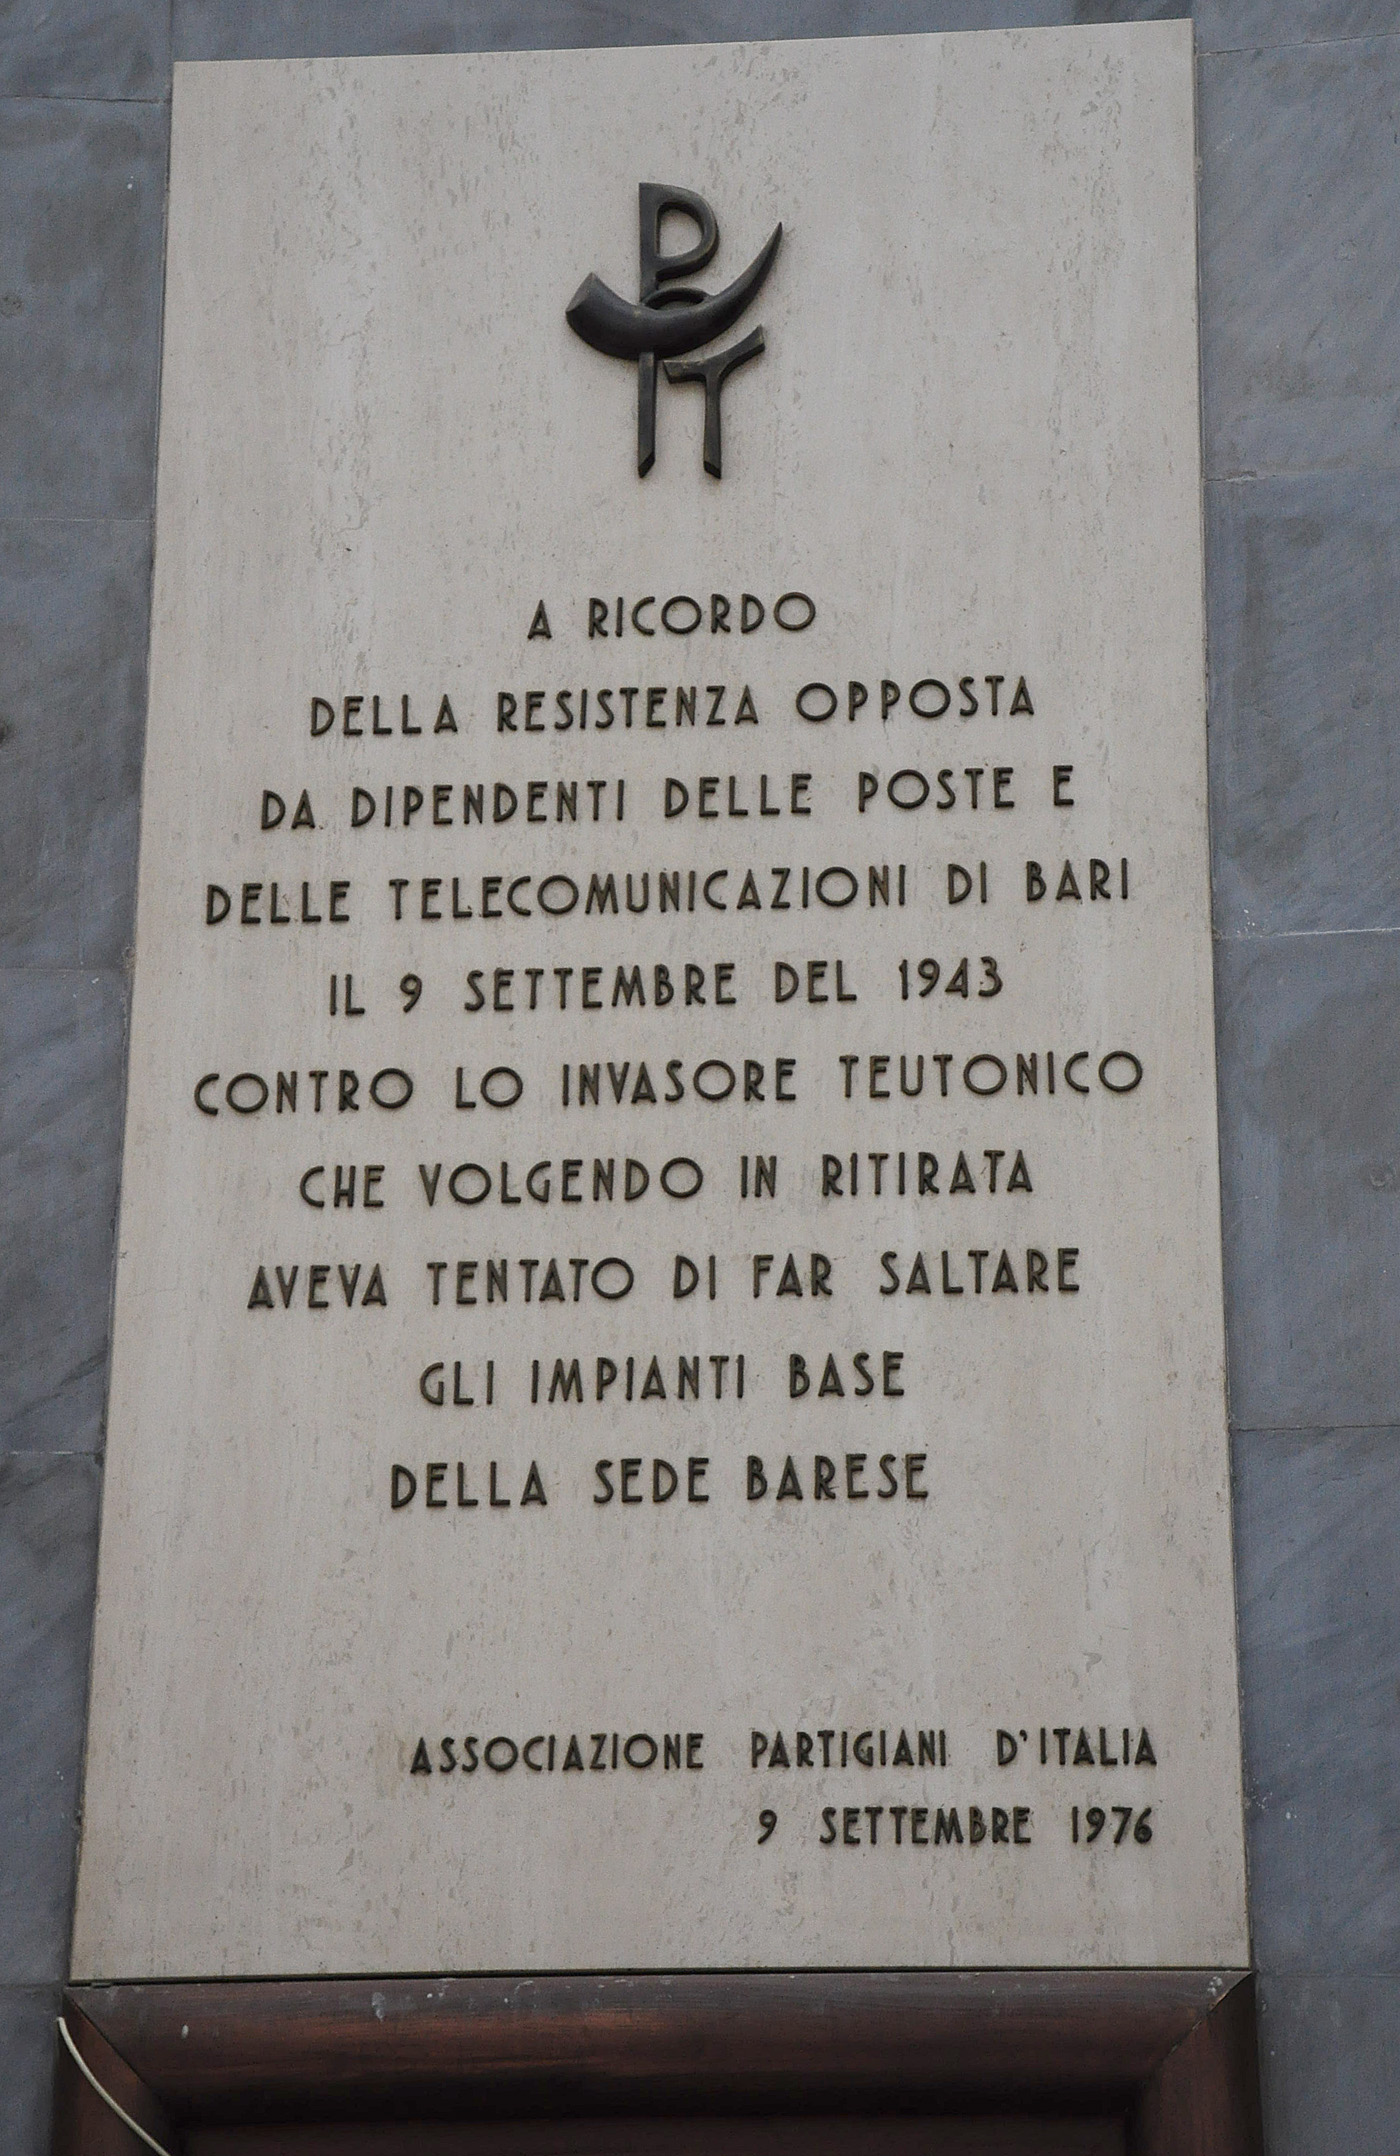 PT
A RICORDO
DELLA RESISTENZA OPPOSTA
DA DIPENDENTI DELLE POSTE E
DELLE TELECOMUNICAZIONI DI BARI
IL 9 SETTEMBRE DEL 1943
CONTRO LO INVASORE TEUTONICO
CHE VOLGENDO IN RITIRATA
AVEVA TENTATO DI FAR SALTARE
GLI IMPIANTI BASE
DELLA SEDE BARESE
ASSOCIAZIONE PARTIGIANI D'ITALIA
9 SETTEMBRE 1976